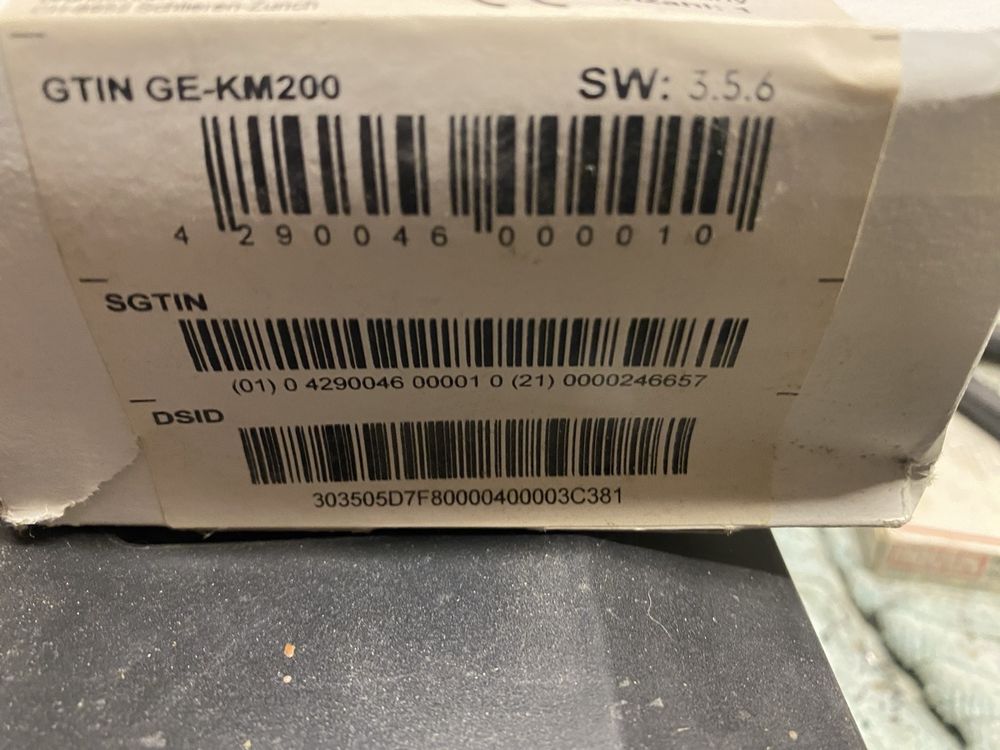 GTIN GE-KM200
SW: 3.5.6
4 290046 000010
SGTIN
(01) 0 4290046 00001 0 (21) 0000246657
DSID
303505D7F80000400003C381